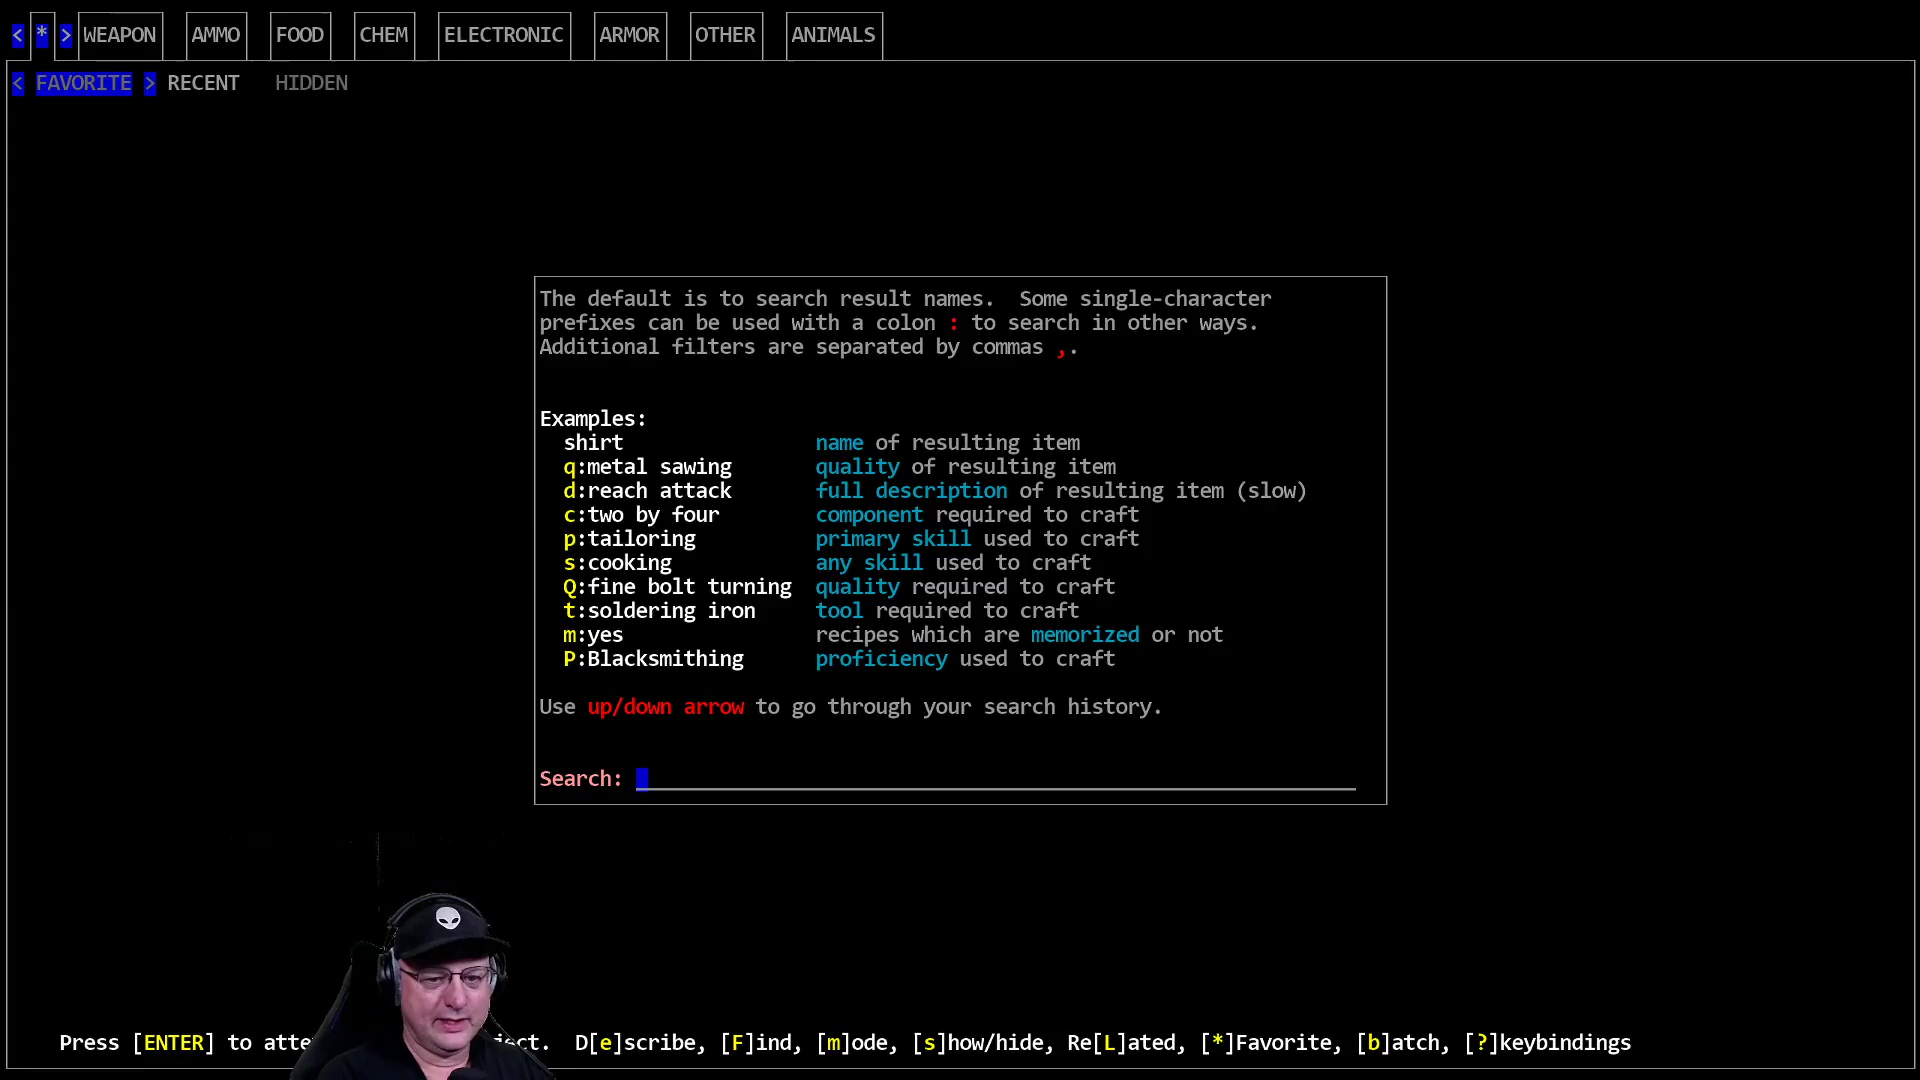 < * > WEAPON AMMO FOOD CHEM ELECTRONIC ARMOR OTHER ANIMALS
< FAVORITE > RECENT HIDDEN
The default is to search result names. Some single-character
prefixes can be used with a colon : to search in other ways.
Additional filters are separated by commas ,.
Examples:
shirt name of resulting item
q:metal sawing quality of resulting item
d:reach attack full description of resulting item (slow)
c:two by four component required to craft
p:tailoring primary skill used to craft
s:cooking any skill used to craft
Q:fine bolt turning quality required to craft
t:soldering iron tool required to craft
m:yes recipes which are memorized or not
P:Blacksmithing proficiency used to craft
Use up/down arrow to go through your search history.
Search:
Press [ENTER] to D[e]scribe, [F]ind, [m]ode, [s]how/hide, Re[L]ated, [*]Favorite, [b]atch, [?]keybindings